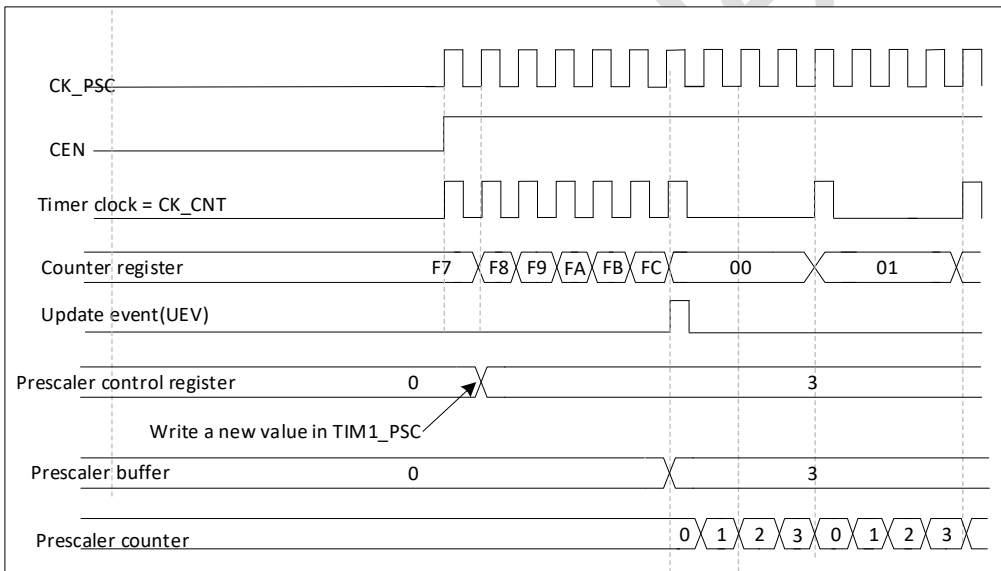 CK_PSC
CEN
Timer clock = CK_CNT
Counter register F7 F8 F9 FA FB FC 00 01
Update event(UEV)
Prescaler control register 0 3
Write a new value in TIM1_PSC
Prescaler buffer 0 3
Prescaler counter 0 1 2 3 0 1 2 3